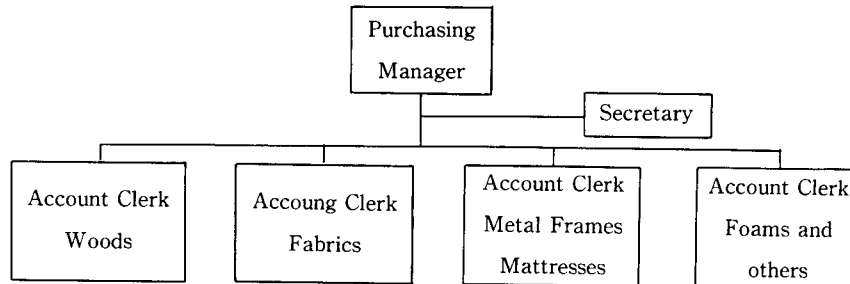 Purchasing
Manager
Secretary
Account Clerk
Woods
Accoung Clerk
Fabrics
Account Clerk
Metal Frames
Mattresses
Account Clerk
Foams and
others